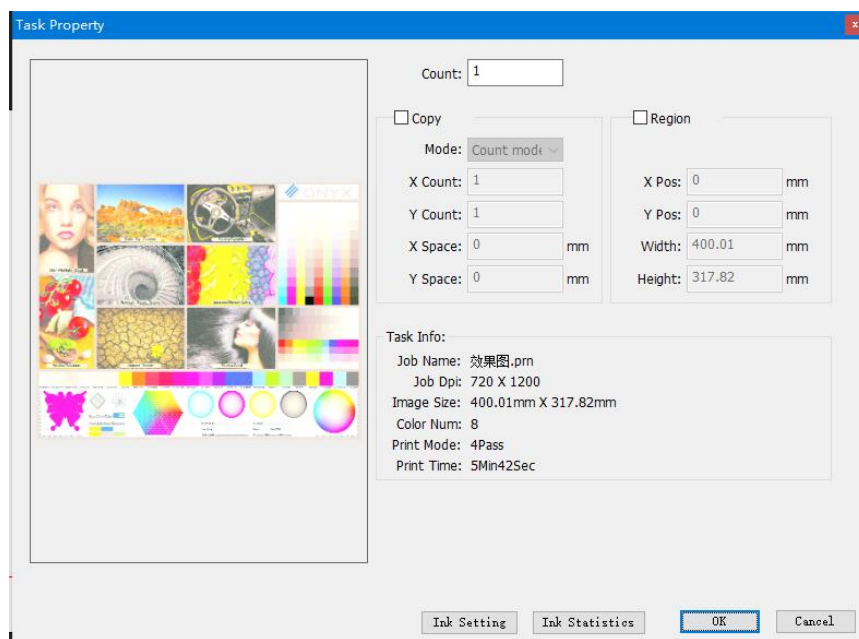 Task Property
x
Count: 1
Copy
Mode: Count mode
X Count: 1
Y Count: 1
X Space: 0 mm
Y Space: 0 mm
Region
X Pos: 0 mm
Y Pos: 0 mm
Width: 400.01 mm
Height: 317.82 mm
ONYX
Task Info:
Job Name: 效果图.prn
Job Dpi: 720 X 1200
Image Size: 400.01mm X 317.82mm
Color Num: 8
Print Mode: 4Pass
Print Time: 5Min42Sec
Ink Setting
Ink Statistics
OK
Cancel